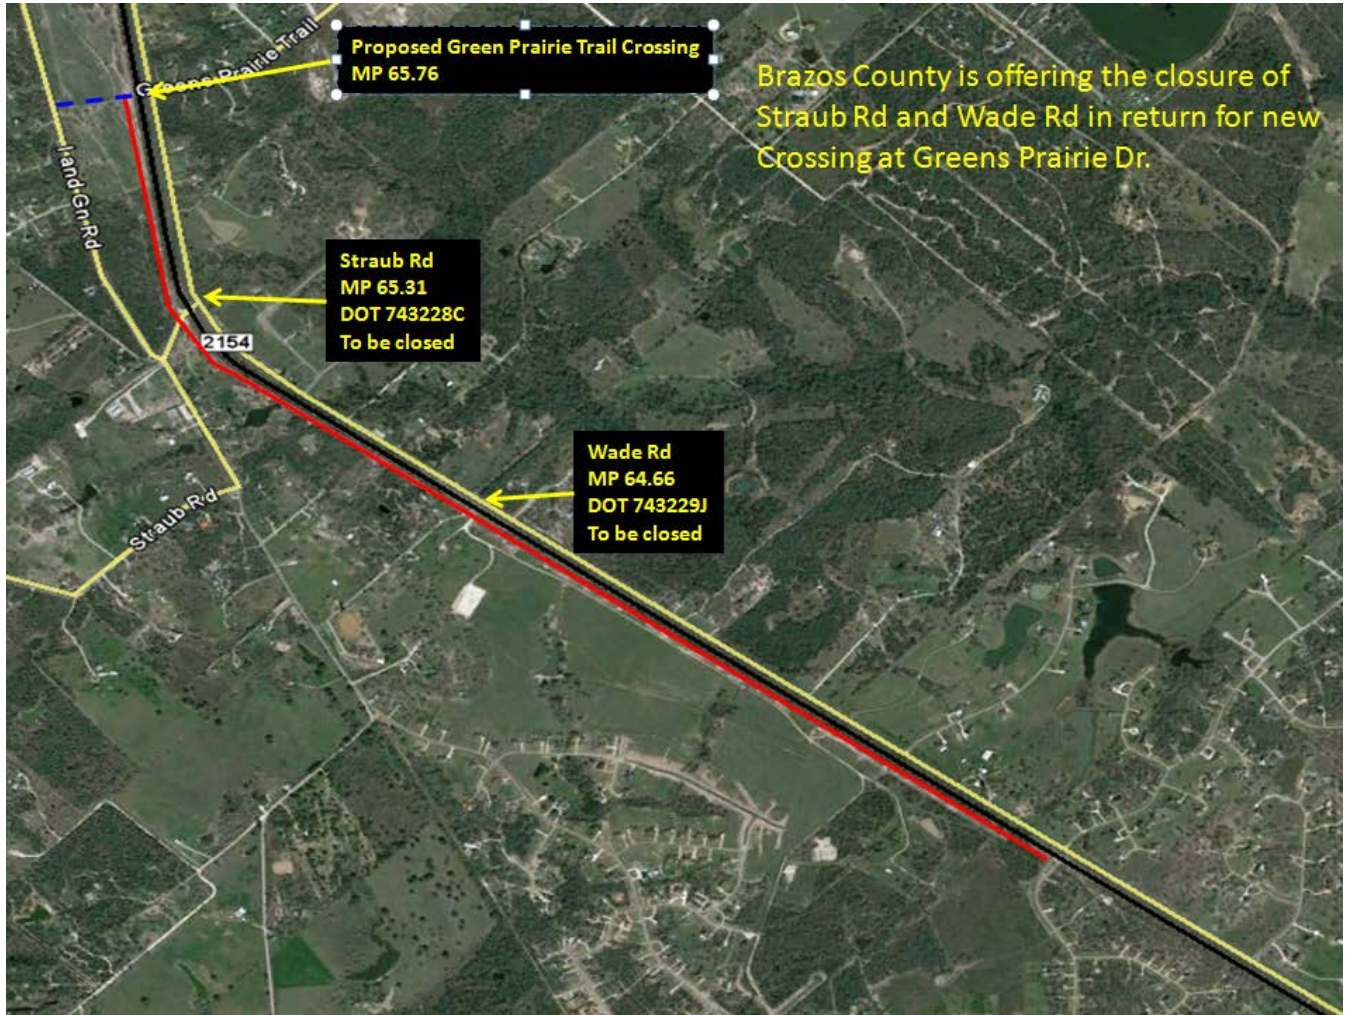 Proposed Green Prairie Trail Crossing
MP 65.76
Greens Prairie Trail
Brazos County is offering the closure of
Straub Rd and Wade Rd in return for new
Crossing at Greens Prairie Dr.
I and Gn Rd
Straub Rd
MP 65.31
DOT 743228C
To be closed
2154
Wade Rd
MP 64.66
DOT 743229J
To be closed
Straub Rd